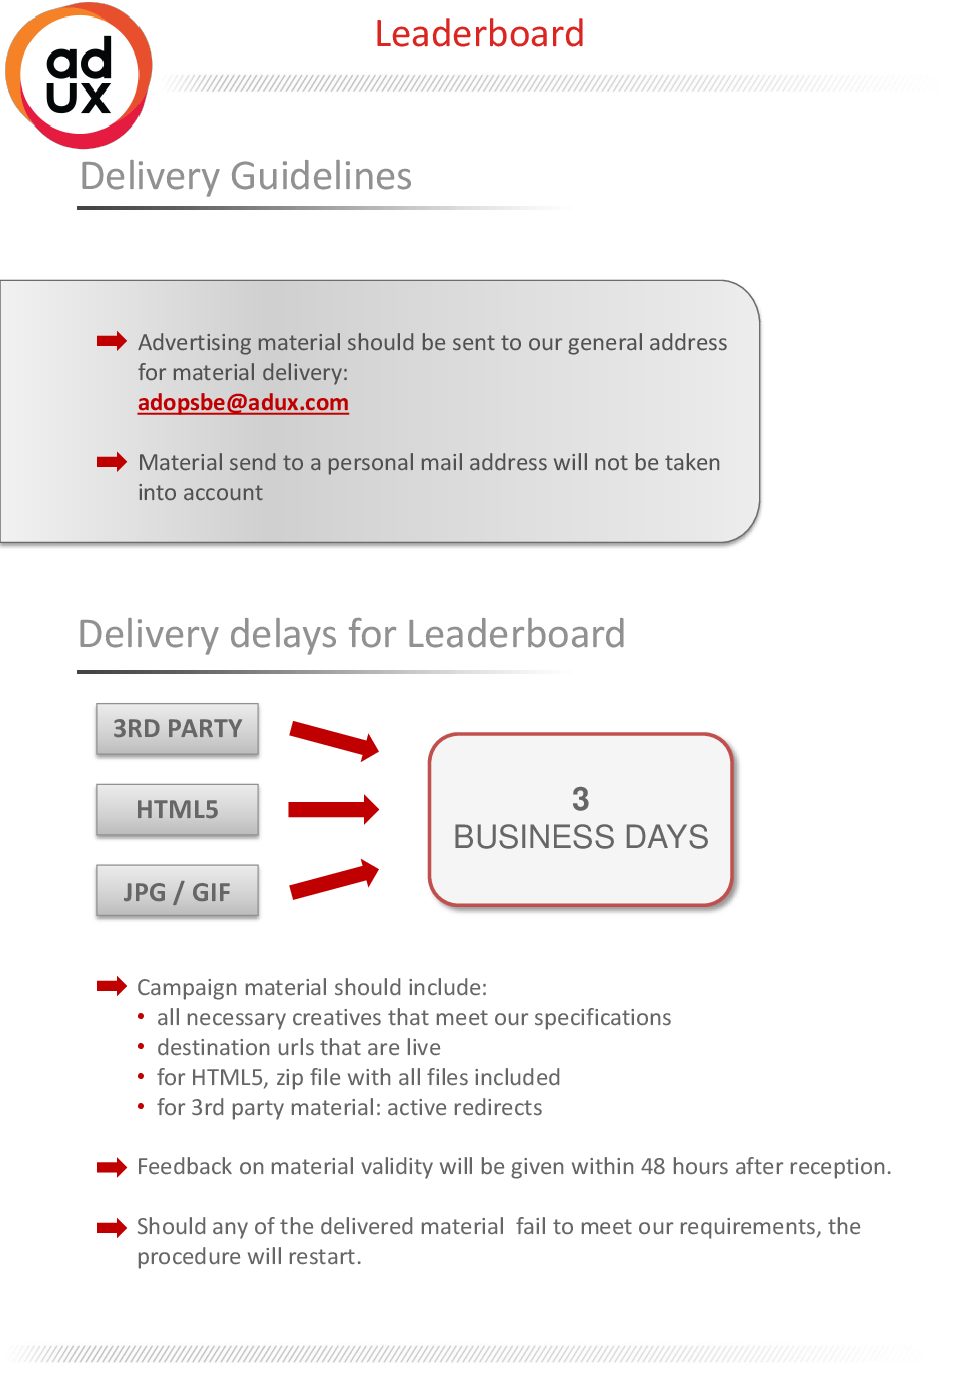 Leaderboard
ad
UX
Delivery Guidelines
Advertising material should be sent to our general address
for material delivery:
adopsbe@adux.com
Material send to a personal mail address will not be taken
into account
Delivery delays for Leaderboard
3RD PARTY
HTML5
JPG / GIF
3
BUSINESS DAYS
Campaign material should include:
• all necessary creatives that meet our specifications
• destination urls that are live
• for HTML5, zip file with all files included
• for 3rd party material: active redirects
Feedback on material validity will be given within 48 hours after reception.
Should any of the delivered material  fail to meet our requirements, the
procedure will restart.